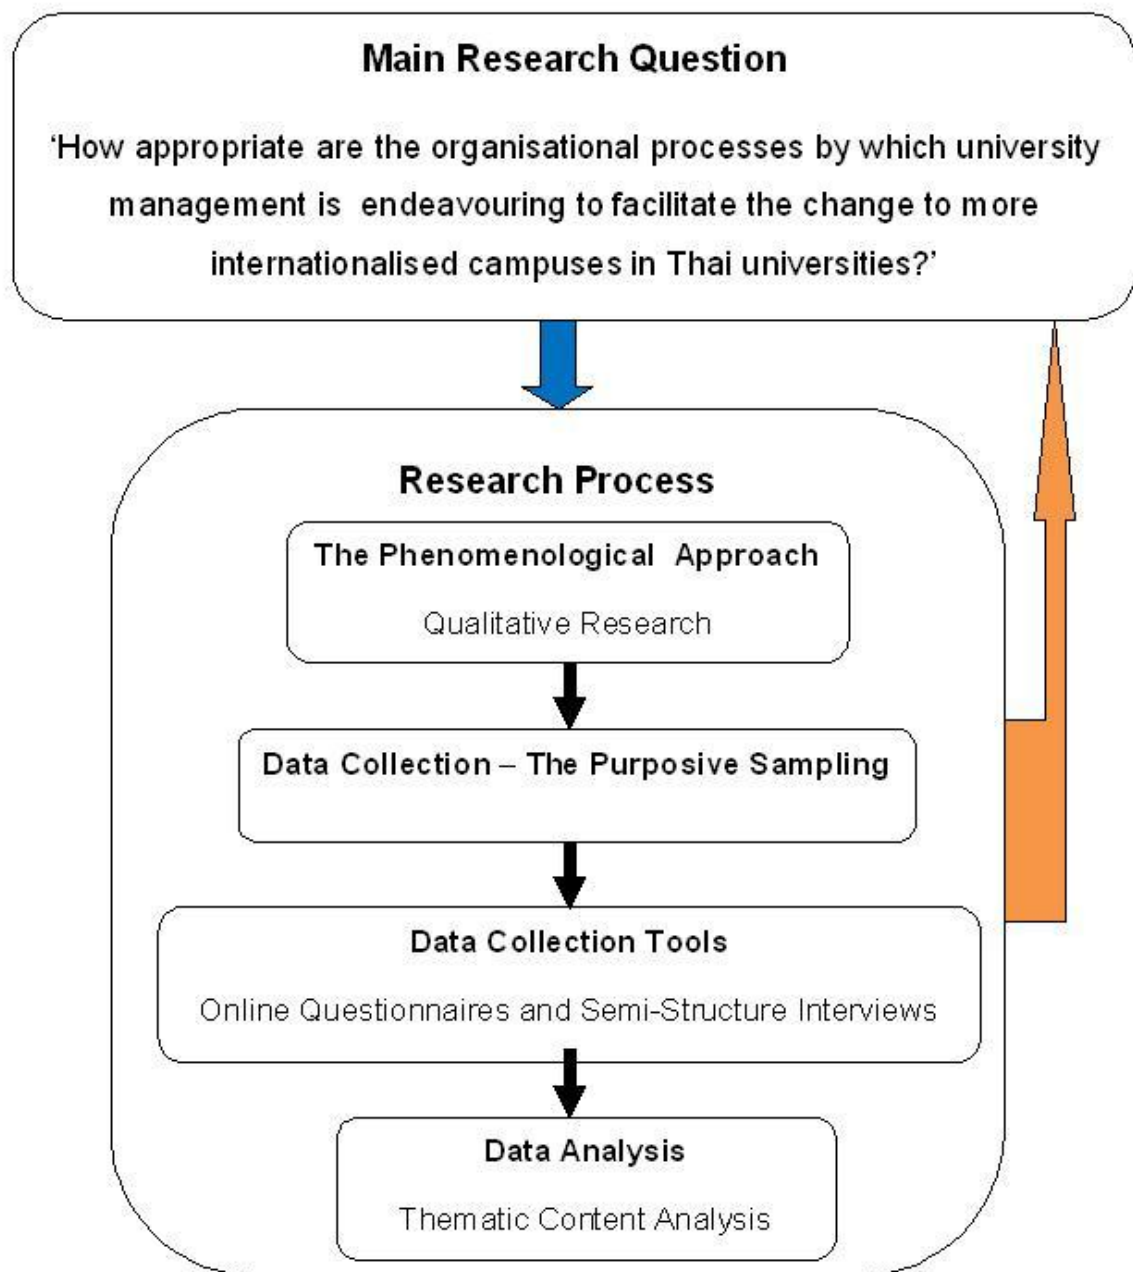 Main Research Question
‘How appropriate are the organisational processes by which university
management is endeavouring to facilitate the change to more
internationalised campuses in Thai universities?’
Research Process
The Phenomenological Approach
Qualitative Research
Data Collection – The Purposive Sampling
Data Collection Tools
Online Questionnaires and Semi-Structure Interviews
Data Analysis
Thematic Content Analysis